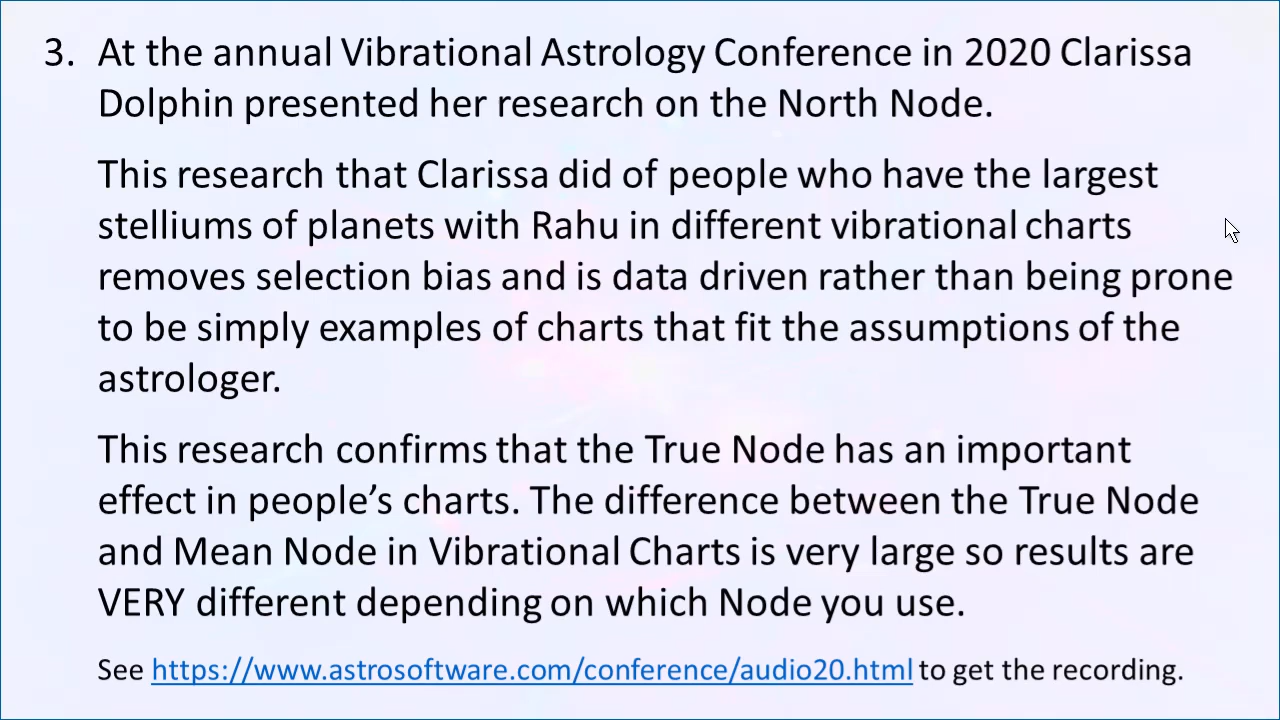 3. At the annual Vibrational Astrology Conference in 2020 Clarissa
Dolphin presented her research on the North Node.
This research that Clarissa did of people who have the largest
stelliums of planets with Rahu in different vibrational charts
removes selection bias and is data driven rather than being prone
to be simply examples of charts that fit the assumptions of the
astrologer.
This research confirms that the True Node has an important
effect in people’s charts. The difference between the True Node
and Mean Node in Vibrational Charts is very large so results are
VERY different depending on which Node you use.
See https://www.astrosoftware.com/conference/audio20.html to get the recording.